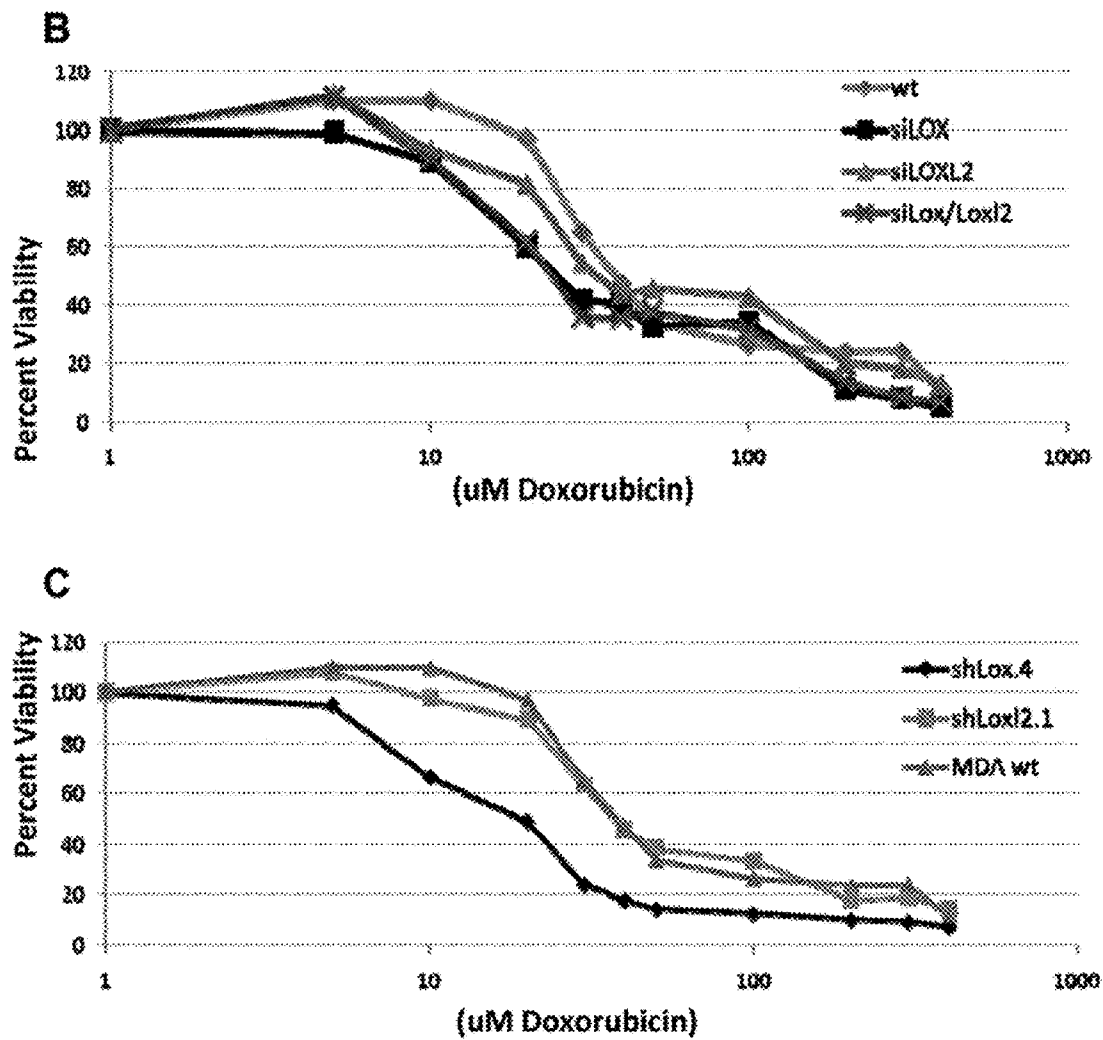 B
120
100
80
60
40
20
0
Percent Viability
1 10 100 1000
(uM Doxorubicin)
wt
siLOX
siLOXL2
siLox/Loxl2
C
120
100
80
60
40
20
0
Percent Viability
1 10 100 1000
(uM Doxorubicin)
shLox.4
shLoxl2.1
MDA wt